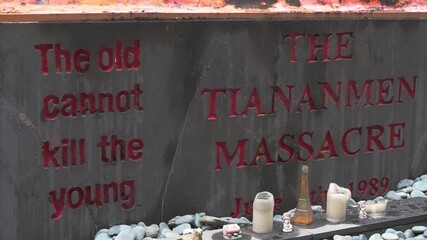 The old
cannot
kill the
young
THE
TIANANMEN
MASSACRE
1989